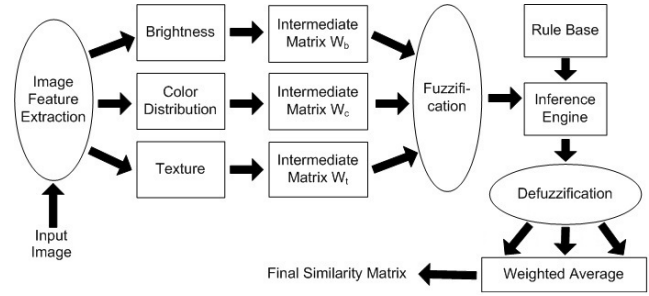 Brightness
Intermediate
Matrix Wb
Rule Base
Image
Feature
Extraction
Color
Distribution
Intermediate
Matrix Wc
Fuzzifi-
cation
Inference
Engine
Texture
Intermediate
Matrix Wt
Defuzzification
Input
Image
Final Similarity Matrix
Weighted Average